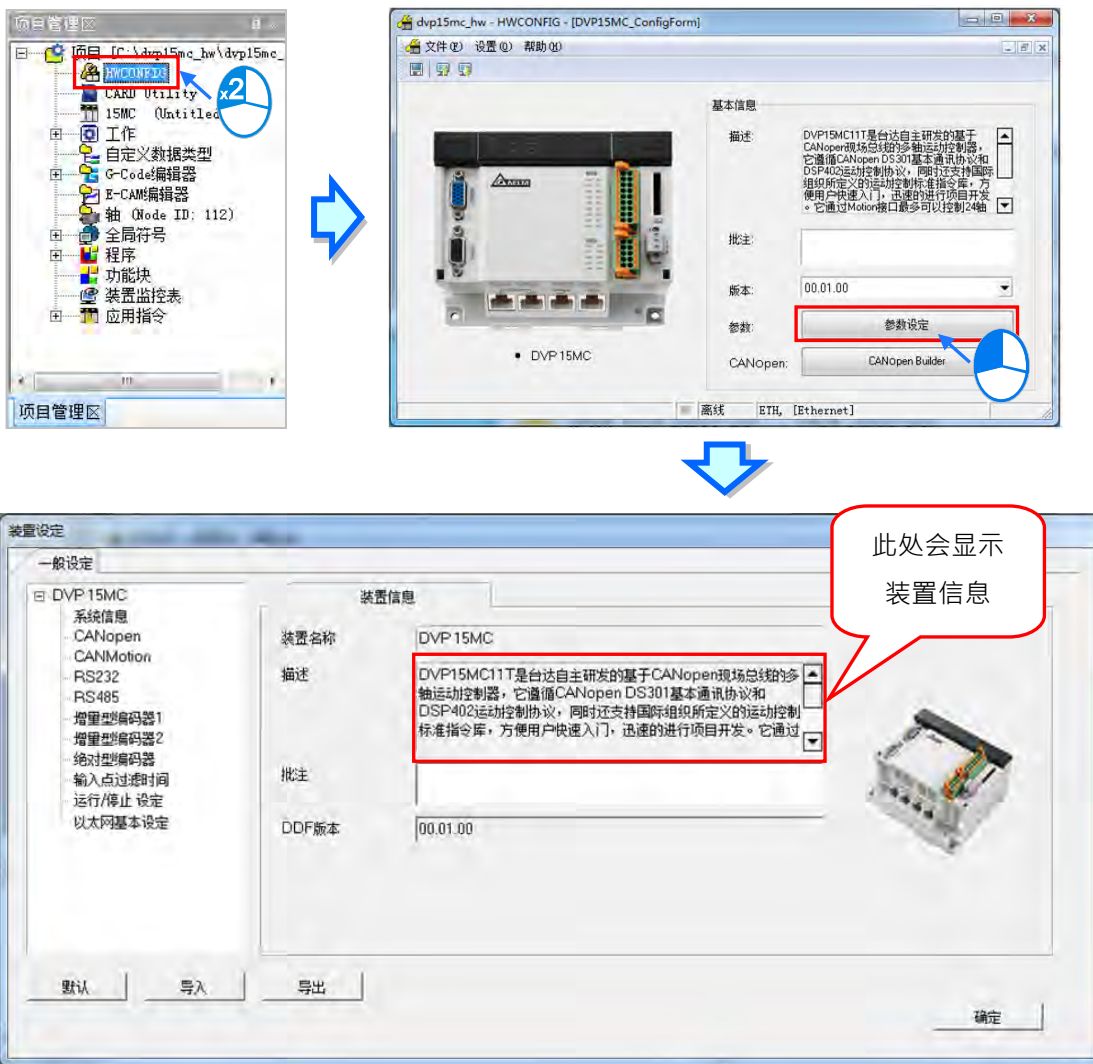 项目管理区
项目 [C:\dvp15mc_hw\dvp15mc_
HWCONFIG
CARD Utility
15MC (Untitled
工作
自定义数据类型
G-Code编辑器
E-CAM编辑器
轴 (Node ID: 112)
全局符号
程序
功能块
装置监控表
应用指令
项目管理区
x2
dvp15mc_hw - HWCONFIG - [DVP15MC_ConfigForm]
文件(F) 设置(O) 帮助(H)
DELTA
• DVP 15MC
基本信息
描述:
DVP15MC11T是台达自主研发的基于
CANopen现场总线的多轴运动控制器,
它遵循CANopen DS301基本通讯协议和
DSP402运动控制协议，同时还支持国际
组织所定义的运动控制标准指令库，方
便用户快速入门，迅速的进行项目开发
。它通过Motion接口最多可以控制24轴
批注:
版本: 00.01.00
参数: 参数设定
CANopen: CANopen Builder
离线 ETH, [Ethernet]
装置设定
一般设定
DVP 15MC
系统信息
CANopen
CANMotion
RS232
RS485
增量型编码器1
增量型编码器2
绝对型编码器
输入点过滤时间
运行/停止 设定
以太网基本设定
装置信息
装置名称 DVP 15MC
描述
DVP15MC11T是台达自主研发的基于CANopen现场总线的多
轴运动控制器，它遵循CANopen DS301基本通讯协议和
DSP402运动控制协议，同时还支持国际组织所定义的运动控制
标准指令库，方便用户快速入门，迅速的进行项目开发。它通过
批注
DDF版本 00.01.00
此处会显示
装置信息
默认 导入 导出
确定